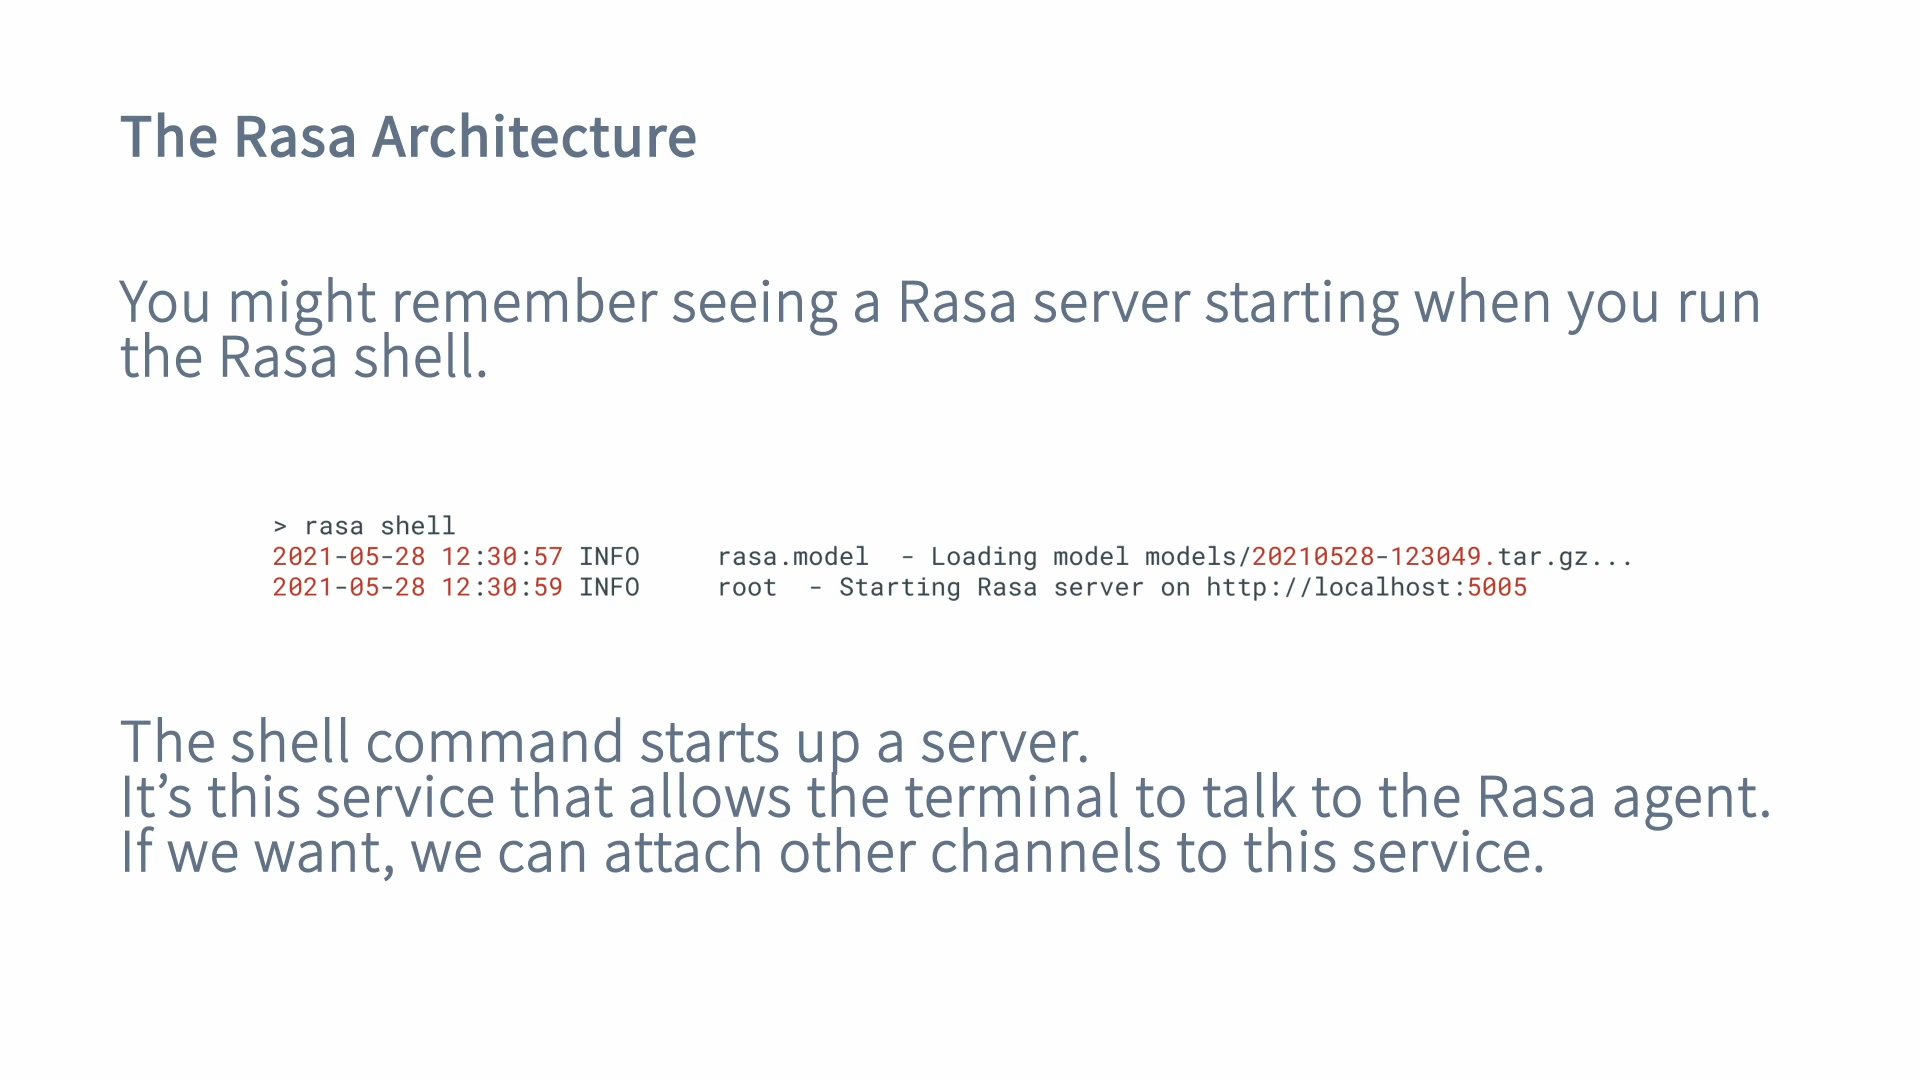 The Rasa Architecture
You might remember seeing a Rasa server starting when you run
the Rasa shell.
> rasa shell
2021-05-28 12:30:57 INFO     rasa.model  - Loading model models/20210528-123049.tar.gz...
2021-05-28 12:30:59 INFO     root  - Starting Rasa server on http://localhost:5005
The shell command starts up a server.
It’s this service that allows the terminal to talk to the Rasa agent.
If we want, we can attach other channels to this service.